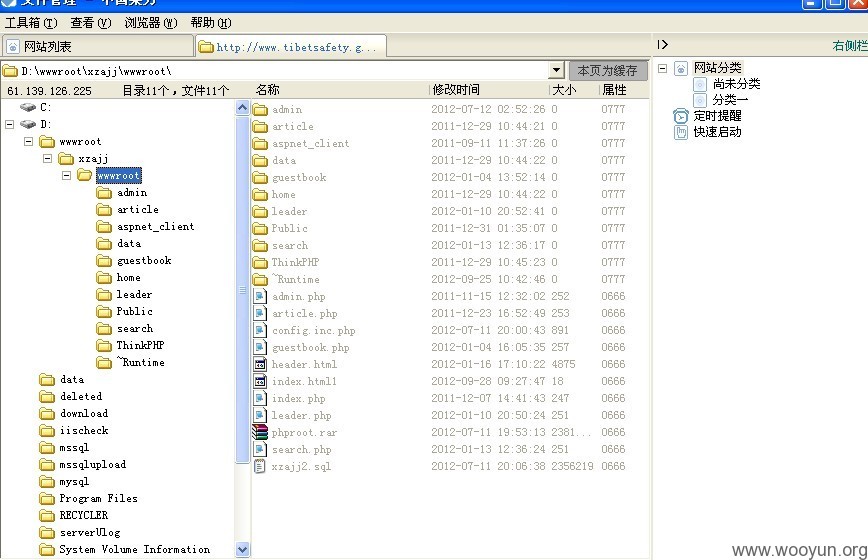 工具箱(T) 查看(V) 浏览器(W) 帮助(H)
网站列表 http://www.tibetsafety.g... 右侧栏
D:\wwwroot\xzajj\wwwroot\ 本页为缓存
61.139.126.225 目录11个，文件11个 名称 修改时间 大小 属性
C:
D:
wwwroot
xzajj
wwwroot
admin
article
aspnet_client
data
guestbook
home
leader
Public
search
ThinkPHP
~Runtime
data
deleted
download
iischeck
mssql
mssqlupload
mysql
Program Files
RECYCLER
serverUlog
System Volume Information
admin 2012-07-12 02:52:26 0 0777
article 2011-12-29 10:44:21 0 0777
aspnet_client 2011-09-11 11:37:26 0 0777
data 2011-12-29 10:44:22 0 0777
guestbook 2012-01-04 13:52:14 0 0777
home 2011-12-29 10:44:22 0 0777
leader 2012-01-10 20:52:41 0 0777
Public 2011-12-31 01:35:07 0 0777
search 2012-01-13 12:36:17 0 0777
ThinkPHP 2011-12-29 10:45:23 0 0777
~Runtime 2012-09-25 10:42:46 0 0777
admin.php 2011-11-15 12:32:02 252 0666
article.php 2011-12-23 16:52:49 253 0666
config.inc.php 2012-07-11 20:00:43 891 0666
guestbook.php 2012-01-04 16:05:35 257 0666
header.html 2012-01-16 17:10:22 4875 0666
index.html1 2012-09-28 09:27:47 18 0666
index.php 2011-12-07 14:41:43 247 0666
leader.php 2012-01-10 20:50:24 251 0666
phproot.rar 2012-07-11 19:53:13 2381... 0666
search.php 2012-01-13 12:36:24 251 0666
xzajj2.sql 2012-07-11 20:06:38 2356219 0666
网站分类
尚未分类
分类一
定时提醒
快速启动
www.wooyun.org